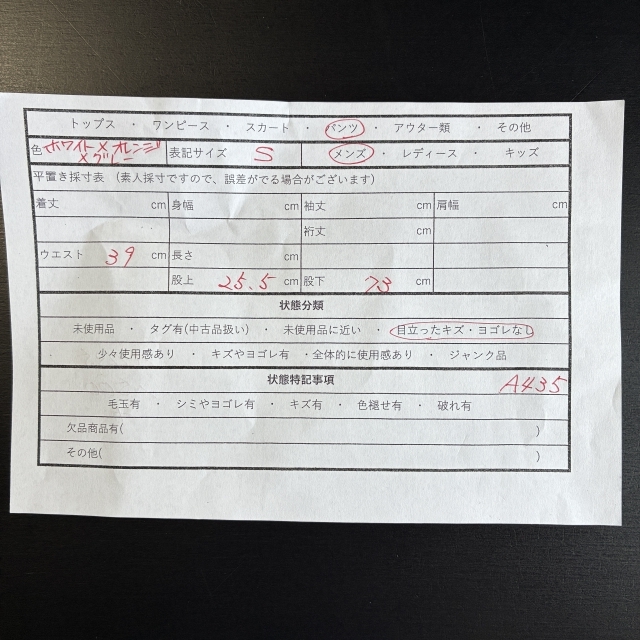 トップス ・ ワンピース ・ スカート ・ パンツ ・ アウター類 ・ その他
色 ホワイト×オレンジ 表記サイズ S メンズ ・ レディース ・ キッズ
×グレー
平置き採寸表 (素人採寸ですので、誤差がでる場合がございます)
着丈 cm 身幅 cm 袖丈 cm 肩幅 cm
裄丈 cm
ウエスト 39 cm 長さ cm
股上 25.5 cm 股下 73 cm
状態分類
未使用品 ・ タグ有(中古品扱い) ・ 未使用品に近い ・ 目立ったキズ・ヨゴレなし
少々使用感あり ・ キズやヨゴレ有 ・全体的に使用感あり ・ ジャンク品
状態特記事項 A435
毛玉有 ・ シミやヨゴレ有 ・ キズ有 ・ 色褪せ有 ・ 破れ有
欠品商品有( )
その他( )